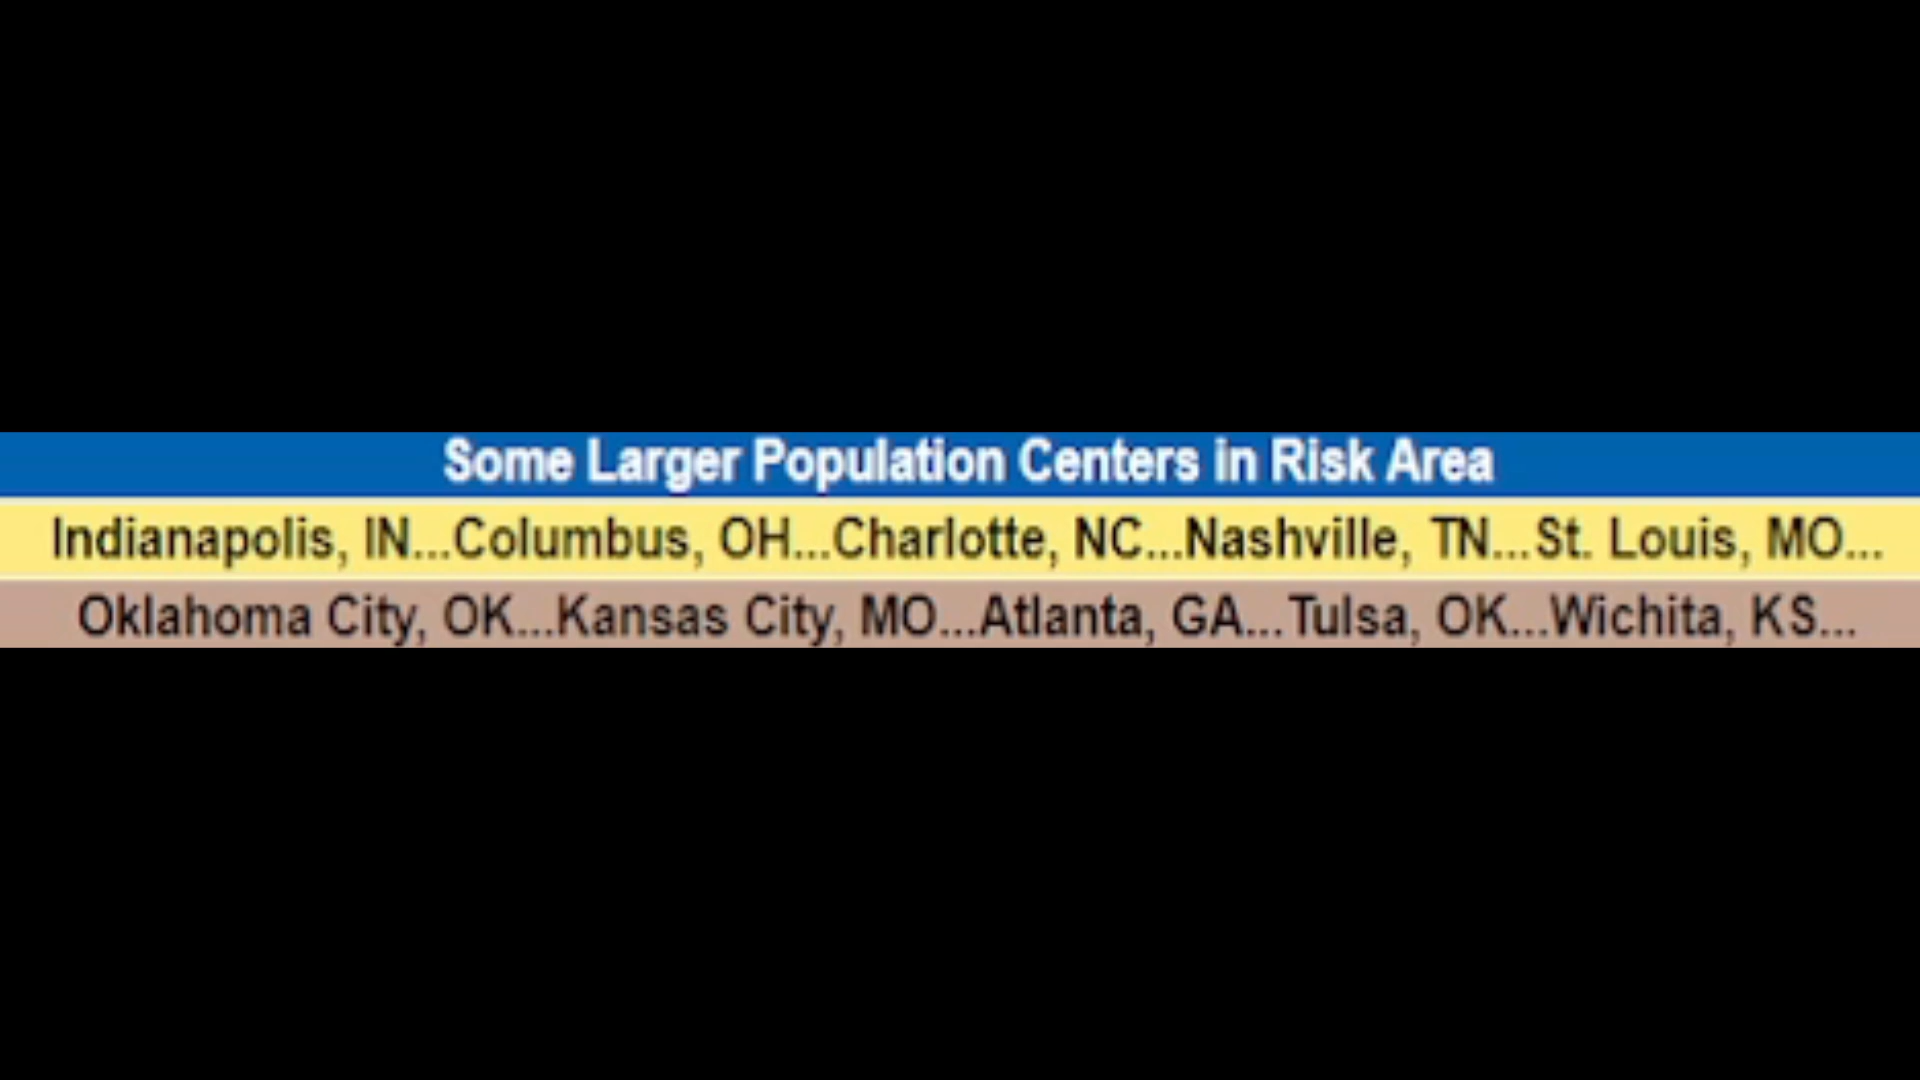 Some Larger Population Centers in Risk Area
Indianapolis, IN...Columbus, OH...Charlotte, NC...Nashville, TN...St. Louis, MO...
Oklahoma City, OK...Kansas City, MO...Atlanta, GA...Tulsa, OK...Wichita, KS...